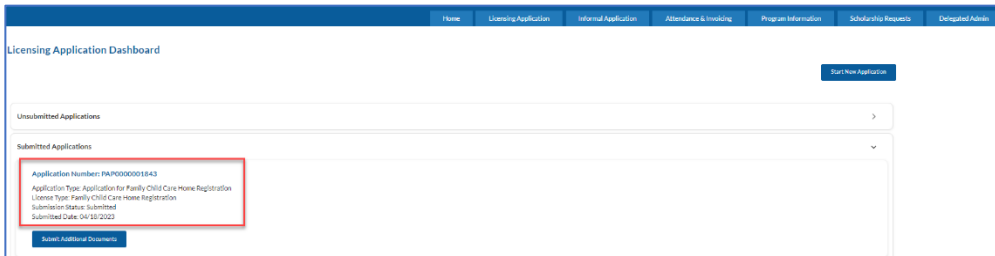 Home Licensing Application Informal Application Attendance & Invoicing Program Information Scholarship Requests Delegated Admin
Licensing Application Dashboard
Start New Application
Unsubmitted Applications
Submitted Applications
Application Number: PAP0000001843
Application Type: Application for Family Child Care Home Registration
License Type: Family Child Care Home Registration
Submission Status: Submitted
Submitted Date: 04/18/2023
Submit Additional Documents